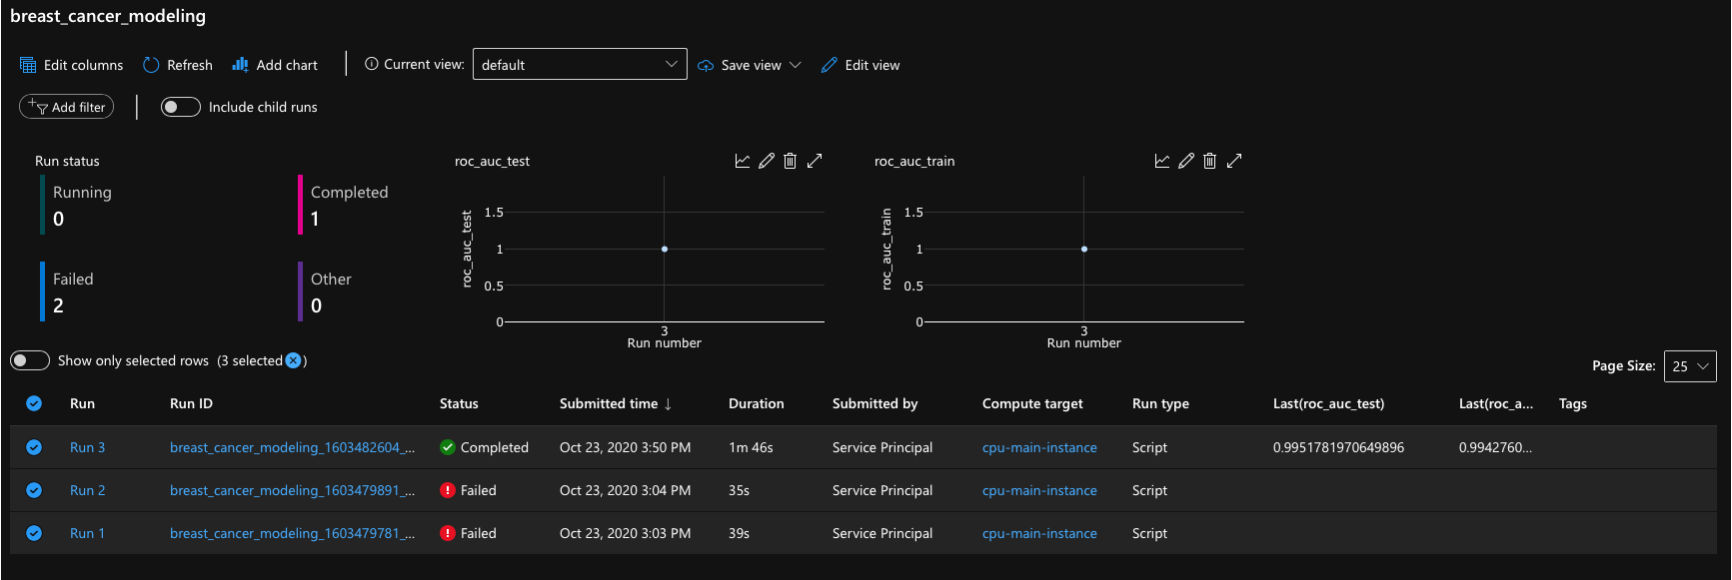 breast_cancer_modeling
Edit columns Refresh Add chart Current view: default Save view Edit view
Add filter Include child runs
Run status
Running
0
Completed
1
Failed
2
Other
0
roc_auc_test
roc_auc_test
1.5
1
0.5
0
3
Run number
roc_auc_train
roc_auc_train
1.5
1
0.5
0
3
Run number
Show only selected rows (3 selected )
Page Size: 25
Run Run ID Status Submitted time ↓ Duration Submitted by Compute target Run type Last(roc_auc_test) Last(roc_a... Tags
Run 3 breast_cancer_modeling_1603482604_... Completed Oct 23, 2020 3:50 PM 1m 46s Service Principal cpu-main-instance Script 0.9951781970649896 0.9942760...
Run 2 breast_cancer_modeling_1603479891_... Failed Oct 23, 2020 3:04 PM 35s Service Principal cpu-main-instance Script
Run 1 breast_cancer_modeling_1603479781_... Failed Oct 23, 2020 3:03 PM 39s Service Principal cpu-main-instance Script